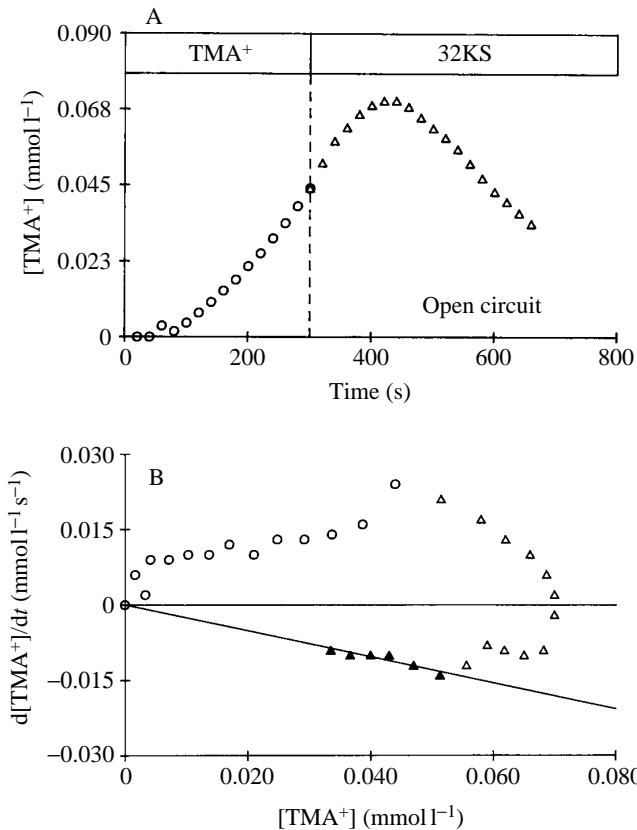 A
TMA⁺ 32KS
0.090
0.068
0.045
0.023
0
[TMA⁺] (mmol l⁻¹)
Open circuit
0 200 400 600 800
Time (s)
B
0.030
0.015
0
−0.015
−0.030
d[TMA⁺]/dt (mmol l⁻¹ s⁻¹)
0 0.020 0.040 0.060 0.080
[TMA⁺] (mmol l⁻¹)